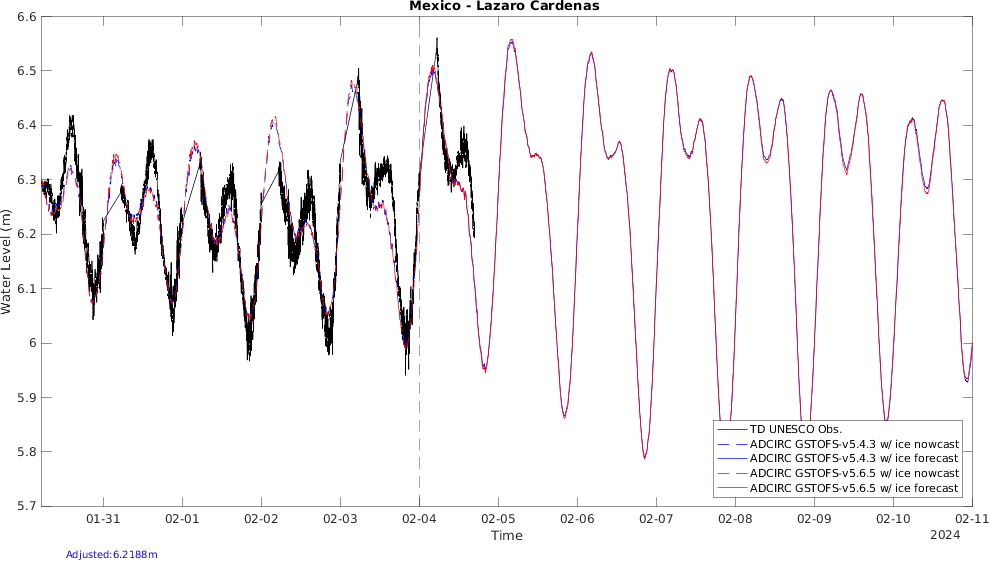 Mexico - Lazaro Cardenas
6.6
6.5
6.4
6.3
6.2
6.1
6
5.9
5.8
5.7
Water Level (m)
01-31 02-01 02-02 02-03 02-04 02-05 02-06 02-07 02-08 02-09 02-10 02-11
Time
2024
TD UNESCO Obs.
ADCIRC GSTOFS-v5.4.3 w/ ice nowcast
ADCIRC GSTOFS-v5.4.3 w/ ice forecast
ADCIRC GSTOFS-v5.6.5 w/ ice nowcast
ADCIRC GSTOFS-v5.6.5 w/ ice forecast
Adjusted:6.2188m